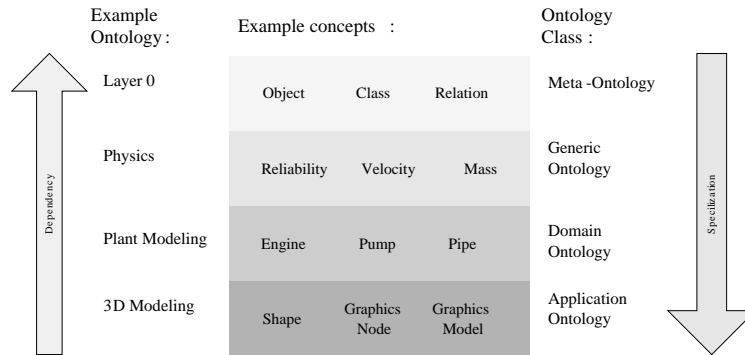 Example Ontology :
Example concepts :
Ontology Class :
Layer 0
Object Class Relation
Meta -Ontology
Physics
Reliability Velocity Mass
Generic Ontology
Plant Modeling
Engine Pump Pipe
Domain Ontology
3D Modeling
Shape Graphics Node Graphics Model
Application Ontology
Dependency
Specilization